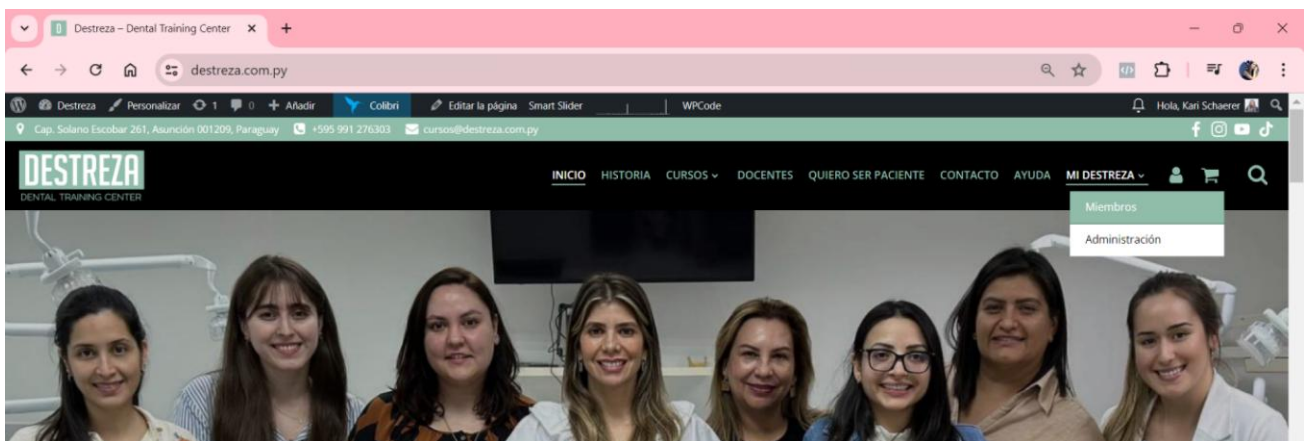 Destreza – Dental Training Center
destreza.com.py
Destreza Personalizar 1 0 + Añadir Colibri Editar la página Smart Slider WPCode Hola, Kari Schaerer
Cap. Solano Escobar 261, Asunción 001209, Paraguay +595 991 276303 cursos@destreza.com.py
DESTREZA
DENTAL TRAINING CENTER
INICIO HISTORIA CURSOS DOCENTES QUIERO SER PACIENTE CONTACTO AYUDA MI DESTREZA
Miembros
Administración